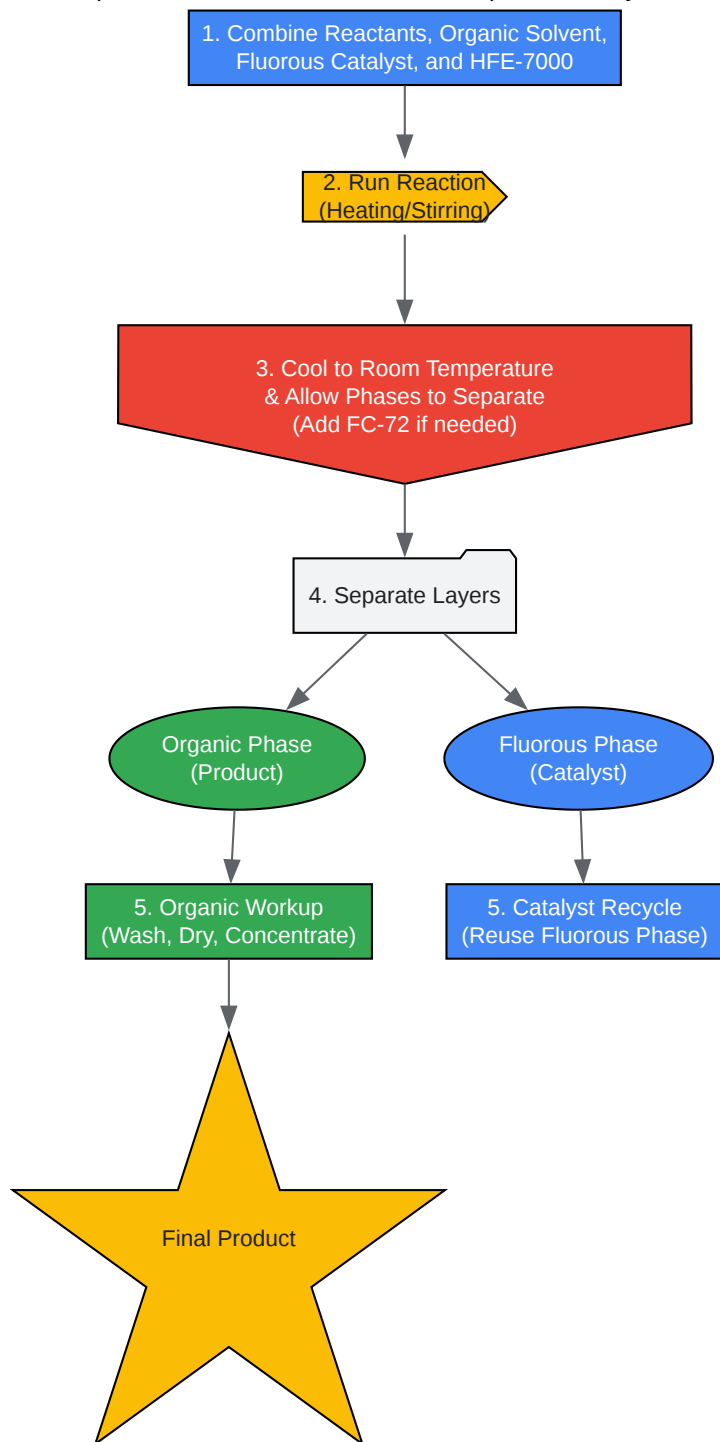 1. Combine Reactants, Organic Solvent,
Fluorous Catalyst, and HFE-7000
2. Run Reaction
(Heating/Stirring)
3. Cool to Room Temperature
& Allow Phases to Separate
(Add FC-72 if needed)
4. Separate Layers
Organic Phase
(Product)
Fluorous Phase
(Catalyst)
5. Organic Workup
(Wash, Dry, Concentrate)
5. Catalyst Recycle
(Reuse Fluorous Phase)
Final Product